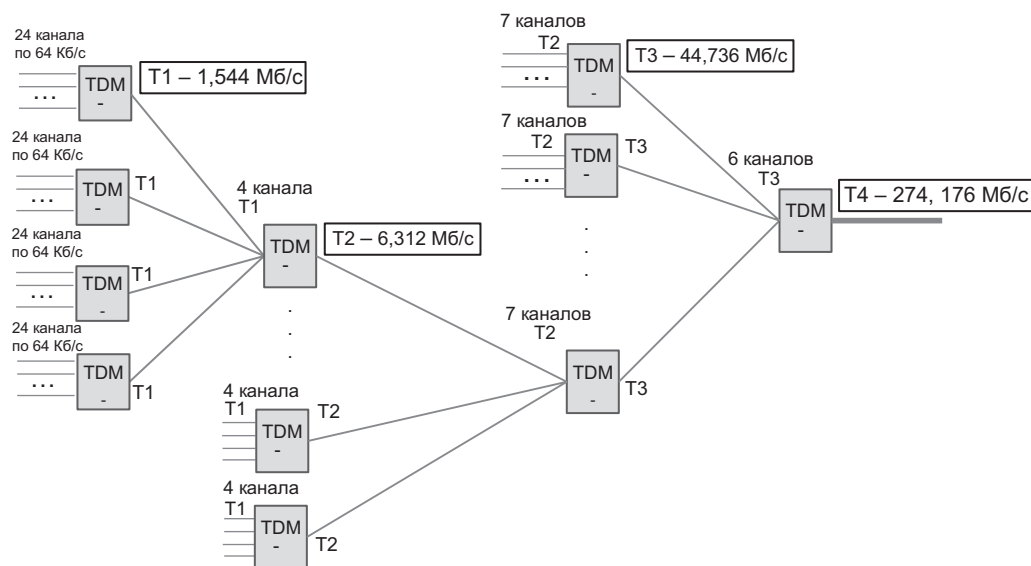 24 канала
по 64 Кб/с
...
TDM
-
T1 – 1,544 Мб/с
24 канала
по 64 Кб/с
...
TDM
-
T1
24 канала
по 64 Кб/с
...
TDM
-
T1
24 канала
по 64 Кб/с
...
TDM
-
T1
4 канала
T1
TDM
-
T2 – 6,312 Мб/с
.
.
.
4 канала
T1
TDM
-
T2
4 канала
T1
TDM
-
T2
7 каналов
T2
...
TDM
-
T3 – 44,736 Мб/с
7 каналов
T2
...
TDM
-
T3
.
.
.
7 каналов
T2
TDM
-
T3
6 каналов
T3
TDM
-
T4 – 274, 176 Мб/с